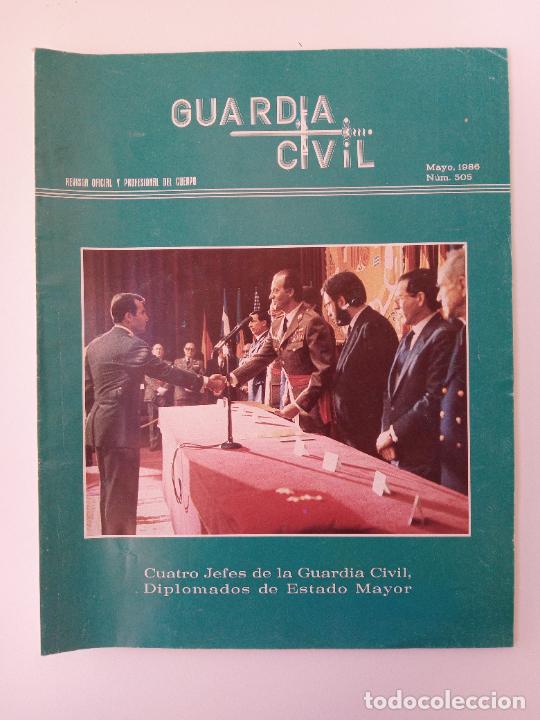 GUARDIA
CIVIL
REVISTA OFICIAL Y PROFESIONAL DEL CUERPO
Mayo, 1986
Núm. 505
Cuatro Jefes de la Guardia Civil,
Diplomados de Estado Mayor
todocoleccion.net